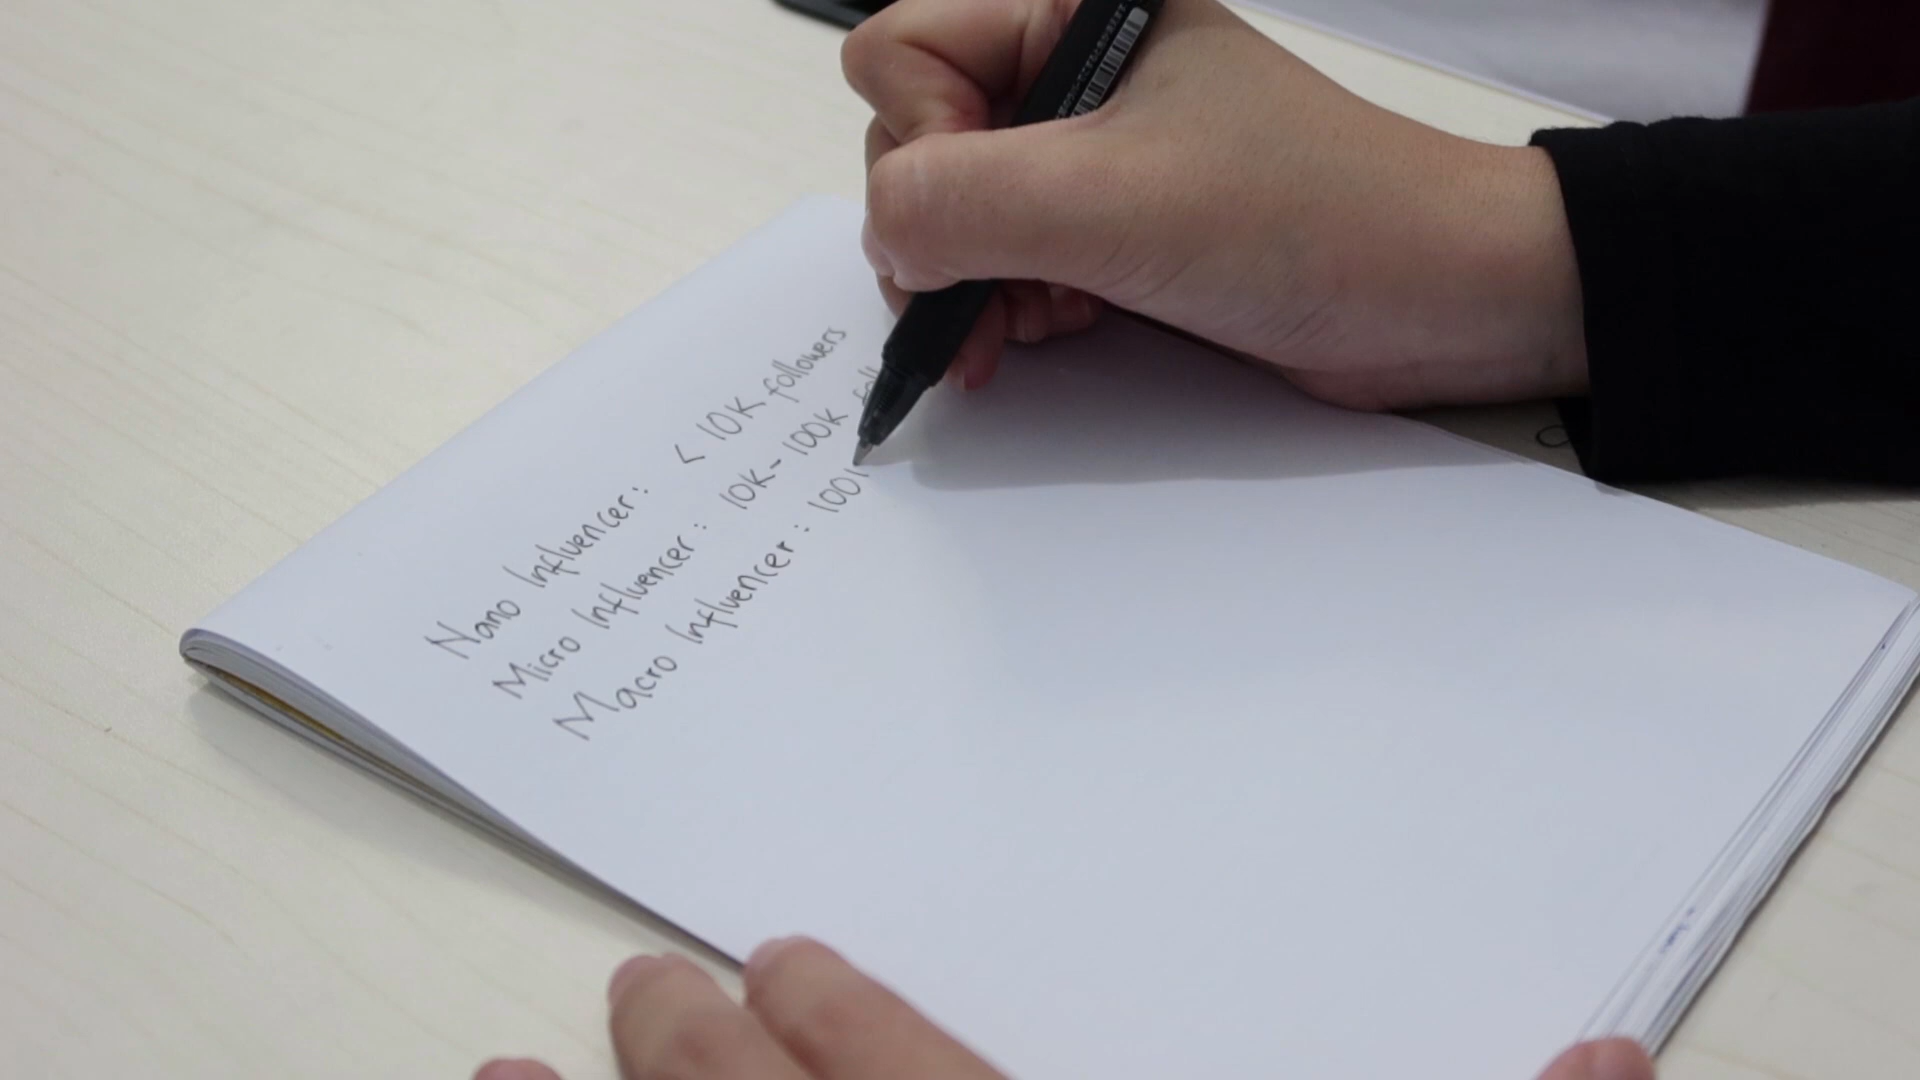 Nano Influencer: < 10K followers
Micro Influencer: 10K-100K
Macro Influencer: 100